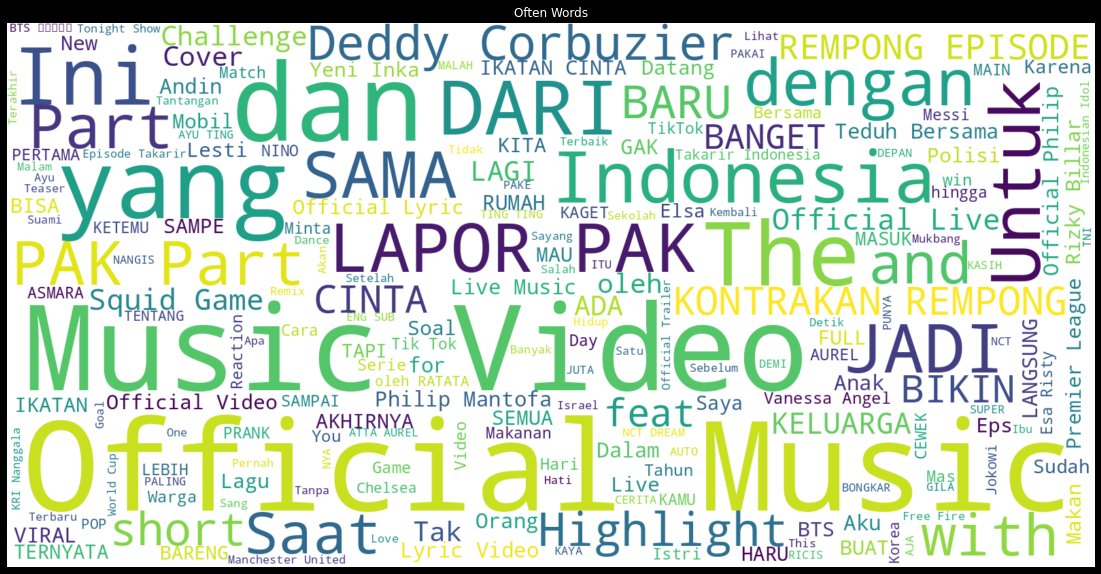 Often Words
BTS
Tonight Show
New
Challenge
Cover
Deddy Corbuzier
REMPONG EPISODE
Lihat
PAKAI
Ini
Part
Terakhir
Andin
Match
Tantangan
Mobil
AYU TING
dan
Yeni Inka
MALAH
IKATAN CINTA
Datang
DARI
BARU
TikTok
GAK
Terbaik
Takarir Indonesia
BANGET
dengan
Bersama
MAIN
Karena
Messi
Teduh Bersama
Untuk
Official Philip
Rizky Billar
Indonesian Idol
PERTAMA
Episode Takarir
Lesti
NINO
Malam
Ayu
Teaser
Suami
BISA
yang
SAMA
Tidak
KITA
LAGI
PAKE
RUMAH
TING TING
Indonesia
DEPAN
Polisi
win
hingga
Official Lyric
KAGET
Sekolah
Elsa
Kembali
Official Live
TNI
KETEMU
SAMPE
Minta
Dance
Akan
PAK Part
NANGIS
LAPOR PAK
Sayang
MAU
Salah
ITU
The
MASUK
Mukbang
and
KASIH
ASMARA
Squid Game
TENTANG
Setelah
Remix
CINTA
Live Music
oleh
ADA
KONTRAKAN REMPONG
Official Trailer
Premier League
ENG SUB
Hidup
Music Video
Reaction
Cara
Apa
Soal
TAPI
Tik Tok
for
Serie
oleh RATATA
Day
Banyak
Satu
JUTA
Sebelum
DEMI
Detik
FULL
PUNYA
AUREL
JADI
NCT
LANGSUNG
Esa Risty
Anak
BIKIN
Vanessa Angel
IKATAN
Goal
Official Video
SAMPAI
Philip Mantofa
Israel
Saya
AKHIRNYA
SEMUA
feat
KELUARGA
SUPER
Eps
Ibu
CEWEK
KRI Nanggala
Official Music
One
PRANK
You
ATTA AUREL
Video
Makanan
NCT DREAM
AUTO
World Cup
LEBIH
PALING
Pernah
NYA
Game
Hari
Dalam
Tahun
Jokowi
Sudah
Warga
Lagu
Sang
Tanpa
Chelsea
Hati
Live
CERITA
KAMU
BONGKAR
Mas
GILA
Makan
Terbaru
POP
VIRAL
TERNYATA
short
BARENG
Saat
Love
Manchester United
Tak
Lyric Video
Orang
KAYA
Highlight
Istri
HARU
This
RICIS
BTS
Aku
BUAT
Korea
AJA
Free Fire
with